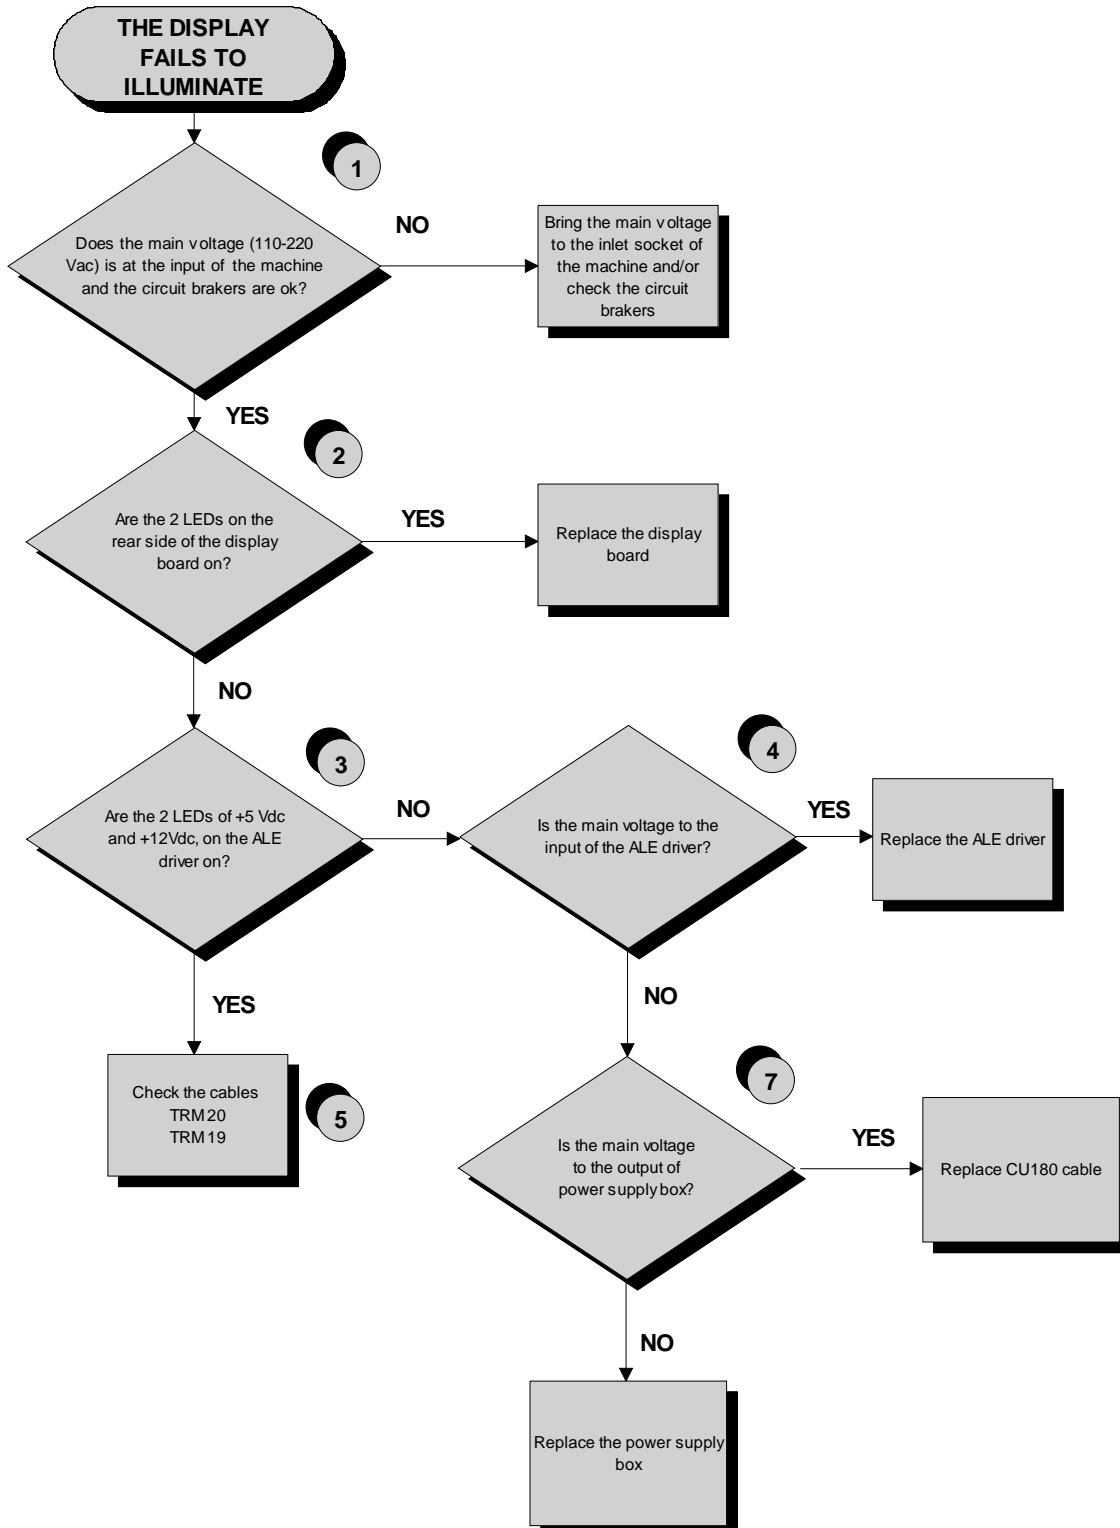 THE DISPLAY
FAILS TO
ILLUMINATE
1
Does the main voltage (110-220
Vac) is at the input of the machine
and the circuit brakers are ok?
NO
Bring the main voltage
to the inlet socket of
the machine and/or
check the circuit
brakers
YES
2
Are the 2 LEDs on the
rear side of the display
board on?
YES
Replace the display
board
NO
3
Are the 2 LEDs of +5 Vdc
and +12Vdc, on the ALE
driver on?
NO
4
Is the main voltage to the
input of the ALE driver?
YES
Replace the ALE driver
YES
NO
Check the cables
TRM20
TRM19
5
7
Is the main voltage
to the output of
power supply box?
YES
Replace CU180 cable
NO
Replace the power supply
box